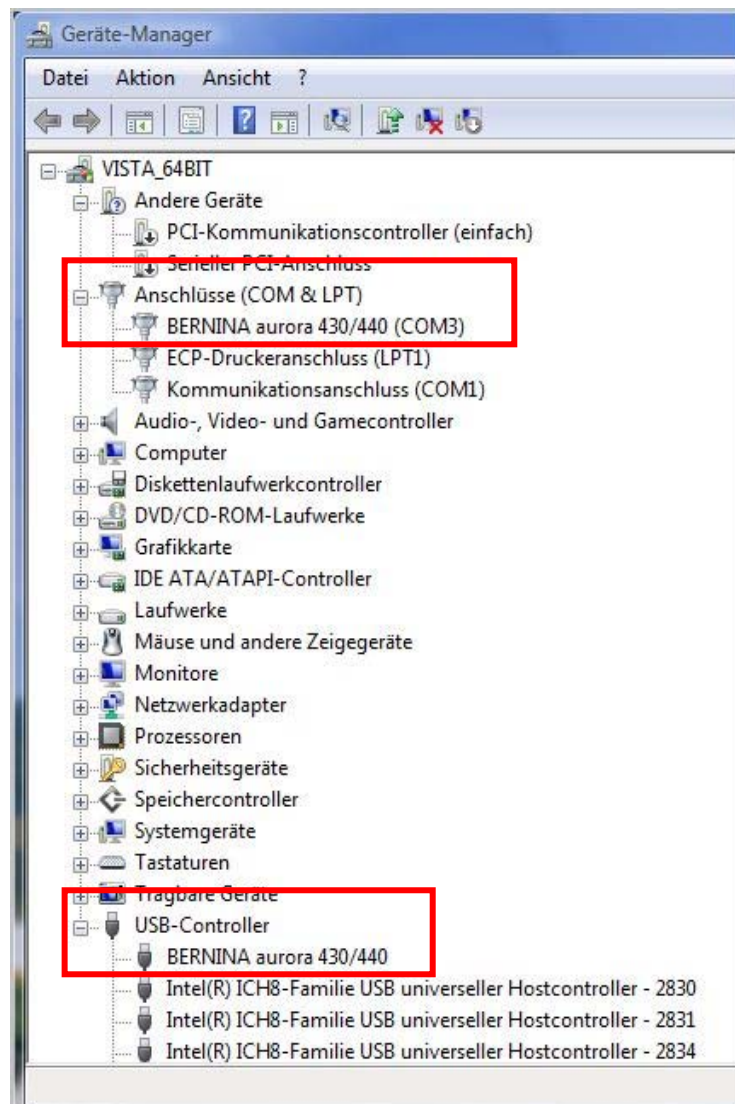 Geräte-Manager
Datei Aktion Ansicht ?
VISTA_64BIT
Andere Geräte
PCI-Kommunikationscontroller (einfach)
Serieller PCI-Anschluss
Anschlüsse (COM & LPT)
BERNINA aurora 430/440 (COM3)
ECP-Druckeranschluss (LPT1)
Kommunikationsanschluss (COM1)
Audio-, Video- und Gamecontroller
Computer
Diskettenlaufwerkcontroller
DVD/CD-ROM-Laufwerke
Grafikkarte
IDE ATA/ATAPI-Controller
Laufwerke
Mäuse und andere Zeigegeräte
Monitore
Netzwerkadapter
Prozessoren
Sicherheitsgeräte
Speichercontroller
Systemgeräte
Tastaturen
Tragbare Geräte
USB-Controller
BERNINA aurora 430/440
Intel(R) ICH8-Familie USB universeller Hostcontroller - 2830
Intel(R) ICH8-Familie USB universeller Hostcontroller - 2831
Intel(R) ICH8-Familie USB universeller Hostcontroller - 2834